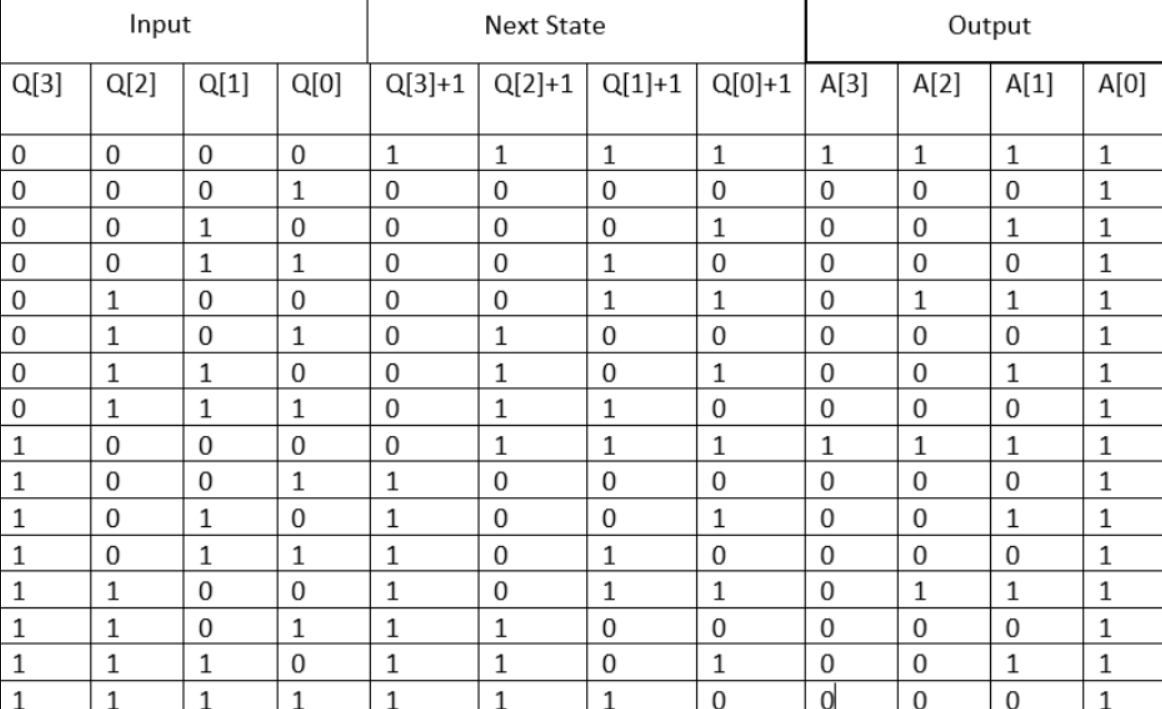 Input Next State Output
Q[3] Q[2] Q[1] Q[0] Q[3]+1 Q[2]+1 Q[1]+1 Q[0]+1 A[3] A[2] A[1] A[0]
0 0 0 0 1 1 1 1 1 1 1 1
0 0 0 1 0 0 0 0 0 0 0 1
0 0 1 0 0 0 0 1 0 0 1 1
0 0 1 1 0 0 1 0 0 0 0 1
0 1 0 0 0 0 1 1 0 1 1 1
0 1 0 1 0 1 0 0 0 0 0 1
0 1 1 0 0 1 0 1 0 0 1 1
0 1 1 1 0 1 1 0 0 0 0 1
1 0 0 0 0 1 1 1 1 1 1 1
1 0 0 1 1 0 0 0 0 0 0 1
1 0 1 0 1 0 0 1 0 0 1 1
1 0 1 1 1 0 1 0 0 0 0 1
1 1 0 0 1 0 1 1 0 1 1 1
1 1 0 1 1 1 0 0 0 0 0 1
1 1 1 0 1 1 0 1 0 0 1 1
1 1 1 1 1 1 1 0 0 0 0 1